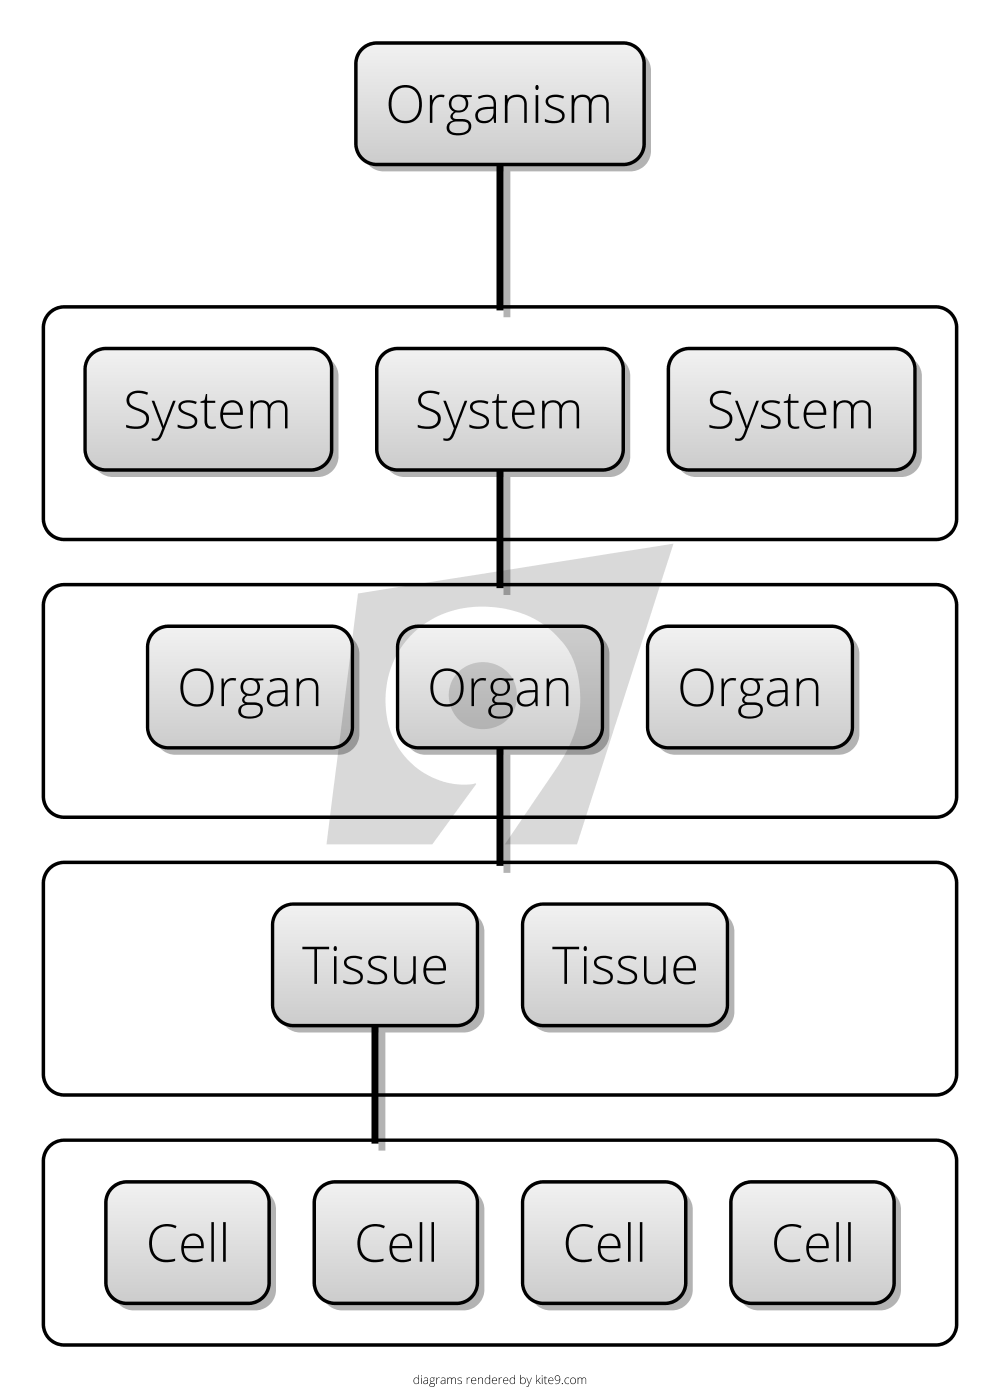 Organism
System System System
Organ Organ Organ
Tissue Tissue
Cell Cell Cell Cell
diagrams rendered by kite9.com